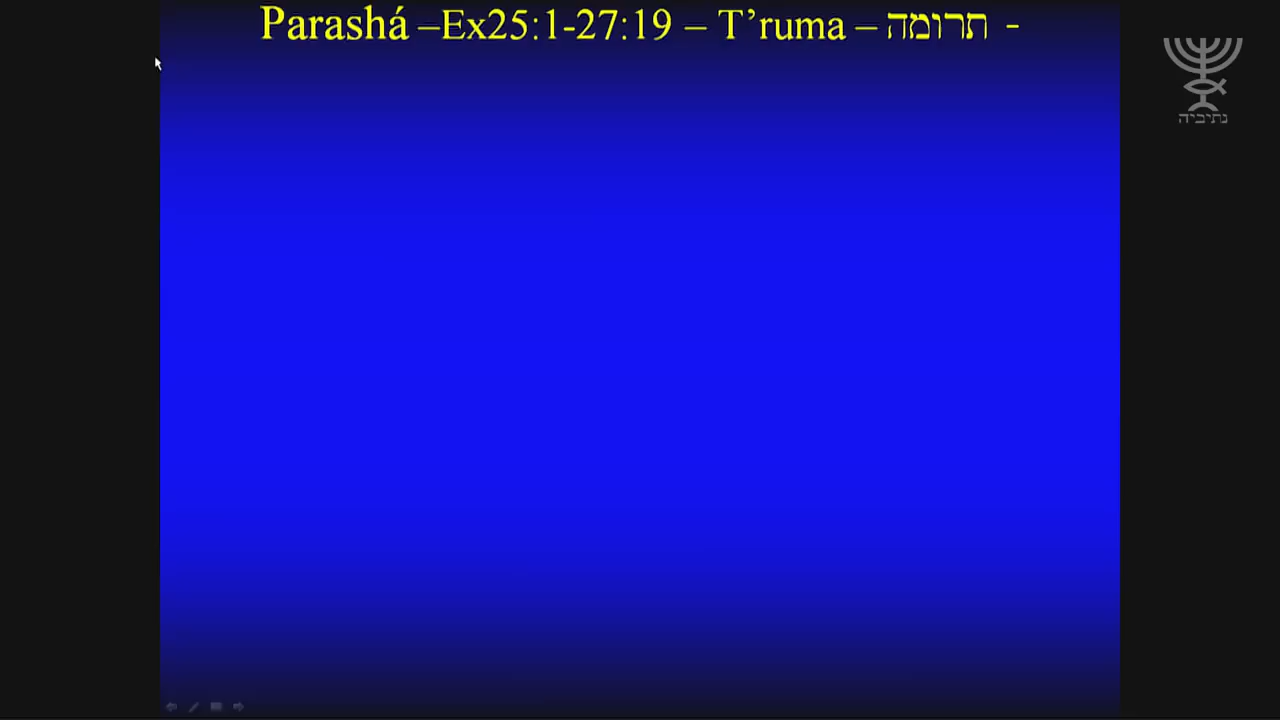 Parashá –Ex25:1-27:19 – T’ruma – תרומה -
נתיביה